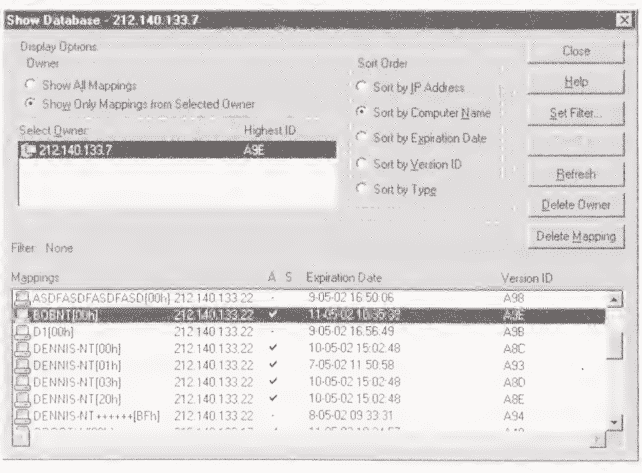 Show Database - 212.140.133.7
Display Options
Owner
Show All Mappings
Show Only Mappings from Selected Owner
Select Owner: Highest ID
212.140.133.7 A9E
Sort Order
Sort by IP Address
Sort by Computer Name
Sort by Expiration Date
Sort by Version ID
Sort by Type
Close
Help
Set Filter...
Refresh
Delete Owner
Delete Mapping
Filter: None
Mappings A S Expiration Date Version ID
ASDFASDFASDFASD[00h] 212.140.133.22 - 9-05-02 16:50:06 A98
BOBNT[00h] 212.140.133.22 ✓ 11-05-02 A9E
D1[00h] 212.140.133.22 - 9-05-02 16.56.49 A9B
DENNIS-NT[00h] 212.140.133.22 ✓ 10-05-02 15:02:48 A8C
DENNIS-NT[01h] 212.140.133.22 ✓ 7-05-02 11:50:58 A93
DENNIS-NT[03h] 212.140.133.22 ✓ 10-05-02 15:02:48 A8D
DENNIS-NT[20h] 212.140.133.22 ✓ 10-05-02 15:02:48 A8E
DENNIS-NT++++++[BFh] 212.140.133.22 - 8-05-02 09:33:31 A94